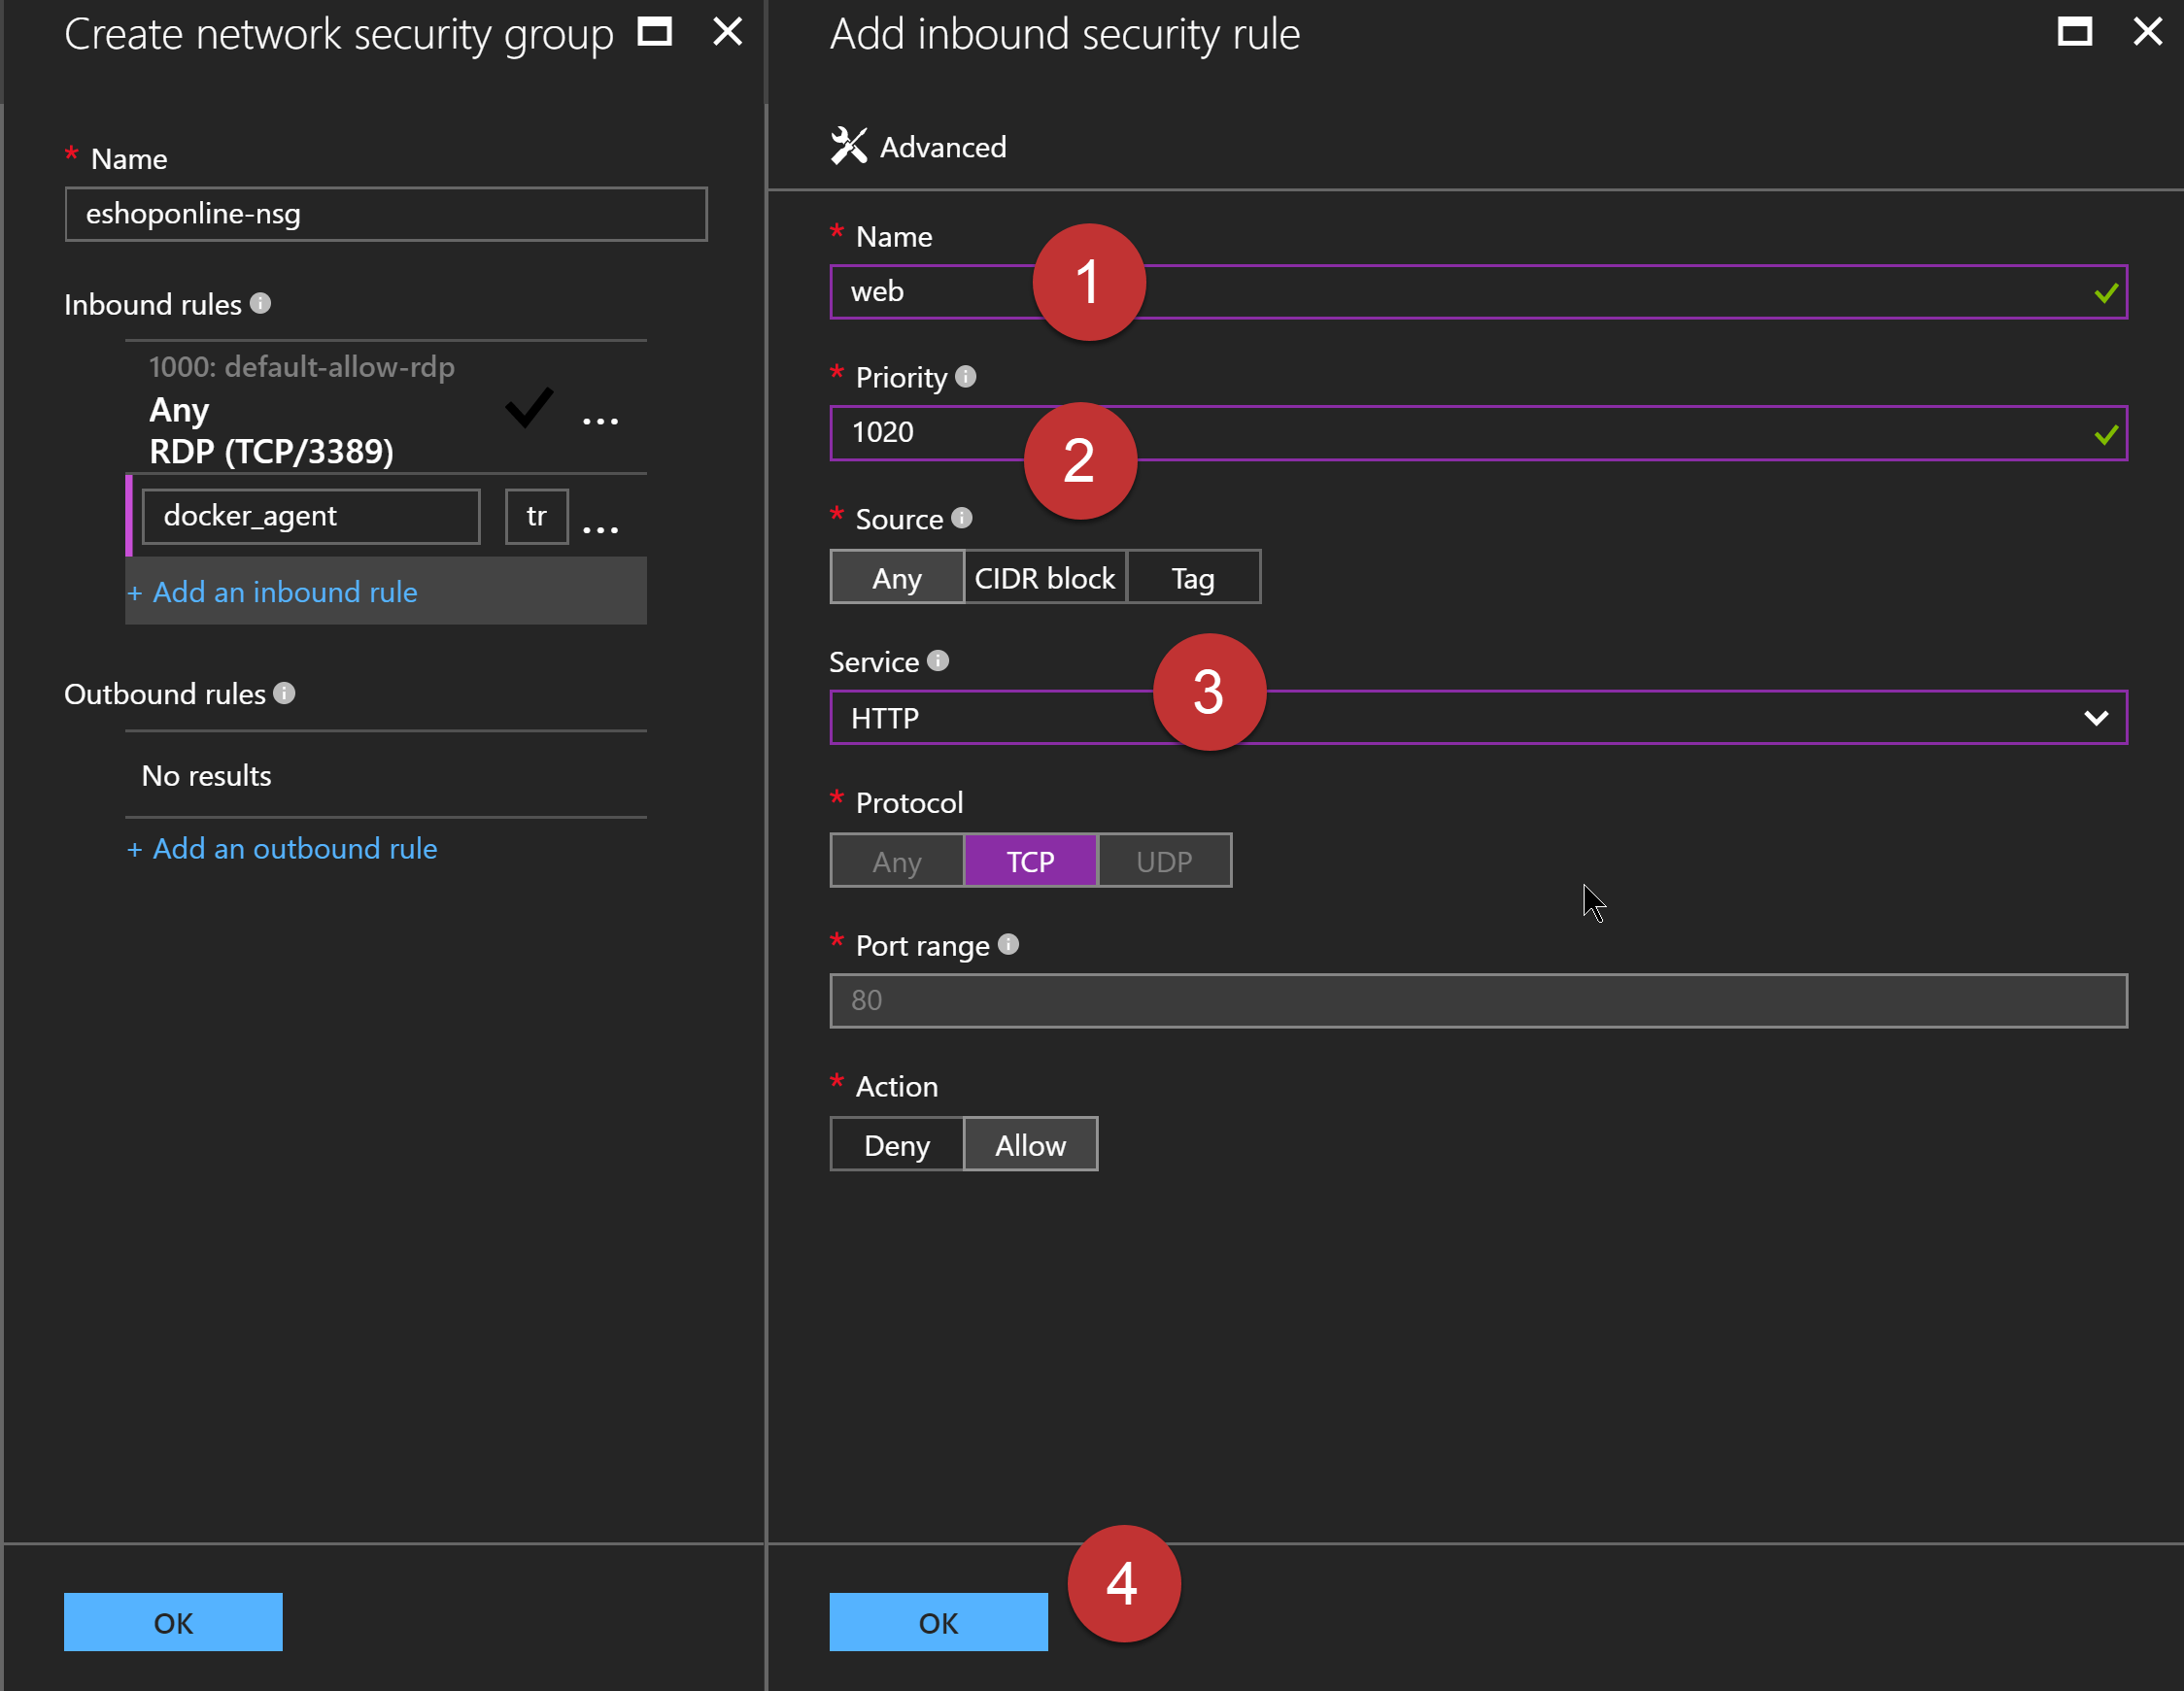 Create network security group
* Name
eshoponline-nsg
Inbound rules
1000: default-allow-rdp
Any
RDP (TCP/3389)
...
docker_agent
tr
...
+ Add an inbound rule
Outbound rules
No results
+ Add an outbound rule
OK
Add inbound security rule
Advanced
* Name
web
1
* Priority
1020
2
* Source
Any
CIDR block
Tag
Service
HTTP
3
* Protocol
Any
TCP
UDP
* Port range
80
* Action
Deny
Allow
OK
4